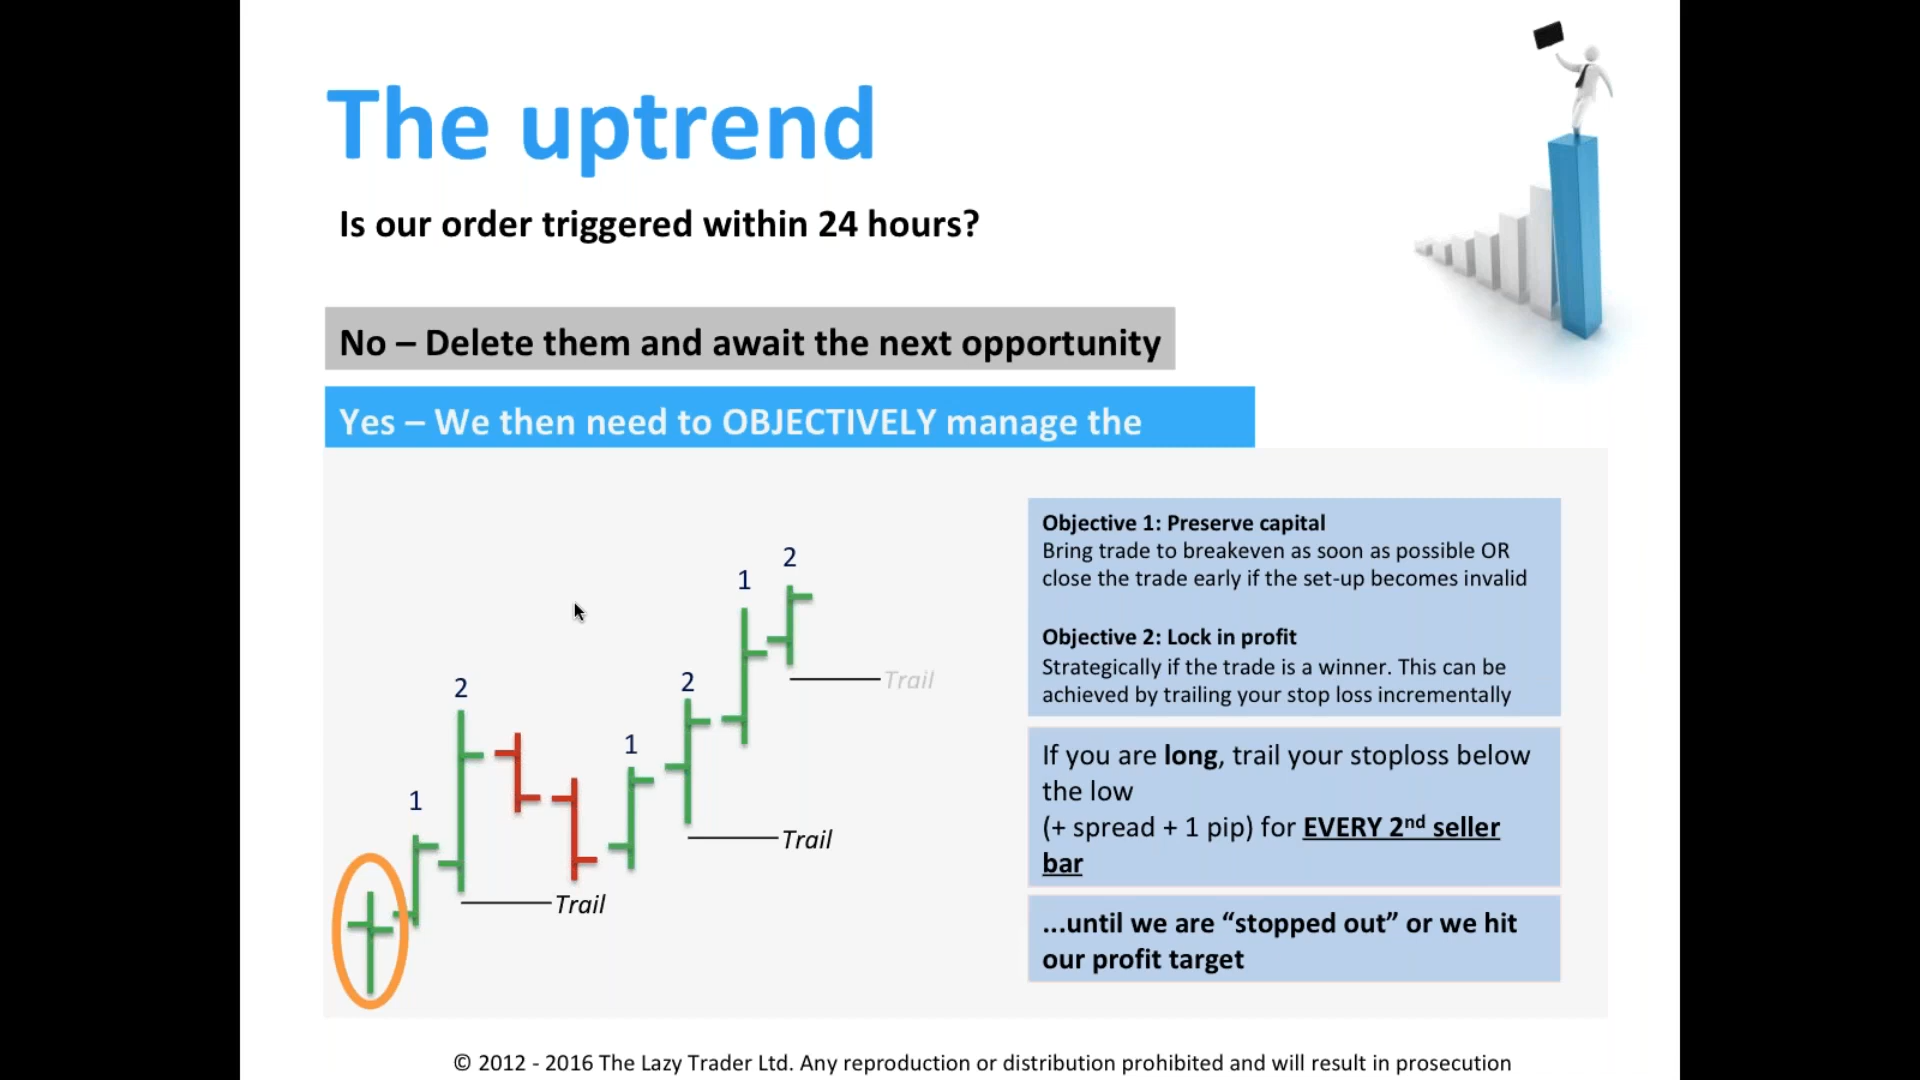 The uptrend
Is our order triggered within 24 hours?
No – Delete them and await the next opportunity
Yes – We then need to OBJECTIVELY manage the
Objective 1: Preserve capital
Bring trade to breakeven as soon as possible OR
close the trade early if the set-up becomes invalid
Objective 2: Lock in profit
Strategically if the trade is a winner. This can be
achieved by trailing your stop loss incrementally
If you are long, trail your stoploss below
the low
(+ spread + 1 pip) for EVERY 2nd seller
bar
...until we are “stopped out” or we hit
our profit target
1
2
1
2
1
2
Trail
Trail
Trail
© 2012 - 2016 The Lazy Trader Ltd. Any reproduction or distribution prohibited and will result in prosecution